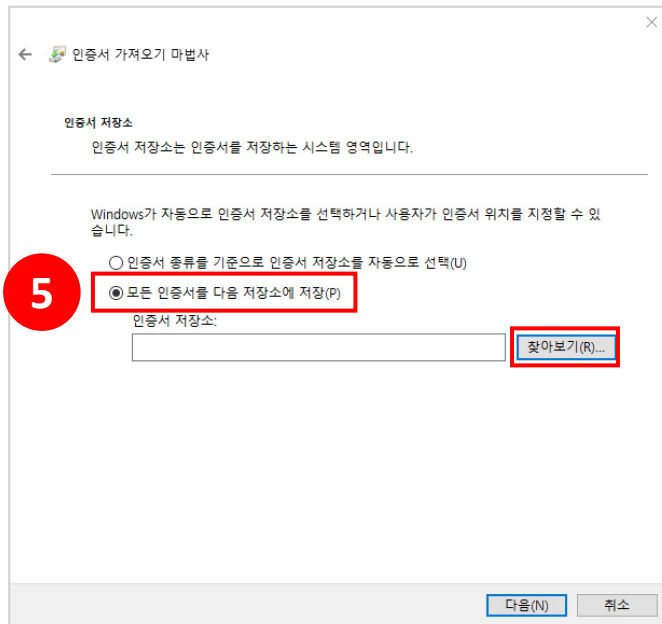 인증서 가져오기 마법사
인증서 저장소
인증서 저장소는 인증서를 저장하는 시스템 영역입니다.
Windows가 자동으로 인증서 저장소를 선택하거나 사용자가 인증서 위치를 지정할 수 있
습니다.
인증서 종류를 기준으로 인증서 저장소를 자동으로 선택(U)
5
모든 인증서를 다음 저장소에 저장(P)
인증서 저장소:
찾아보기(R)...
다음(N) 취소